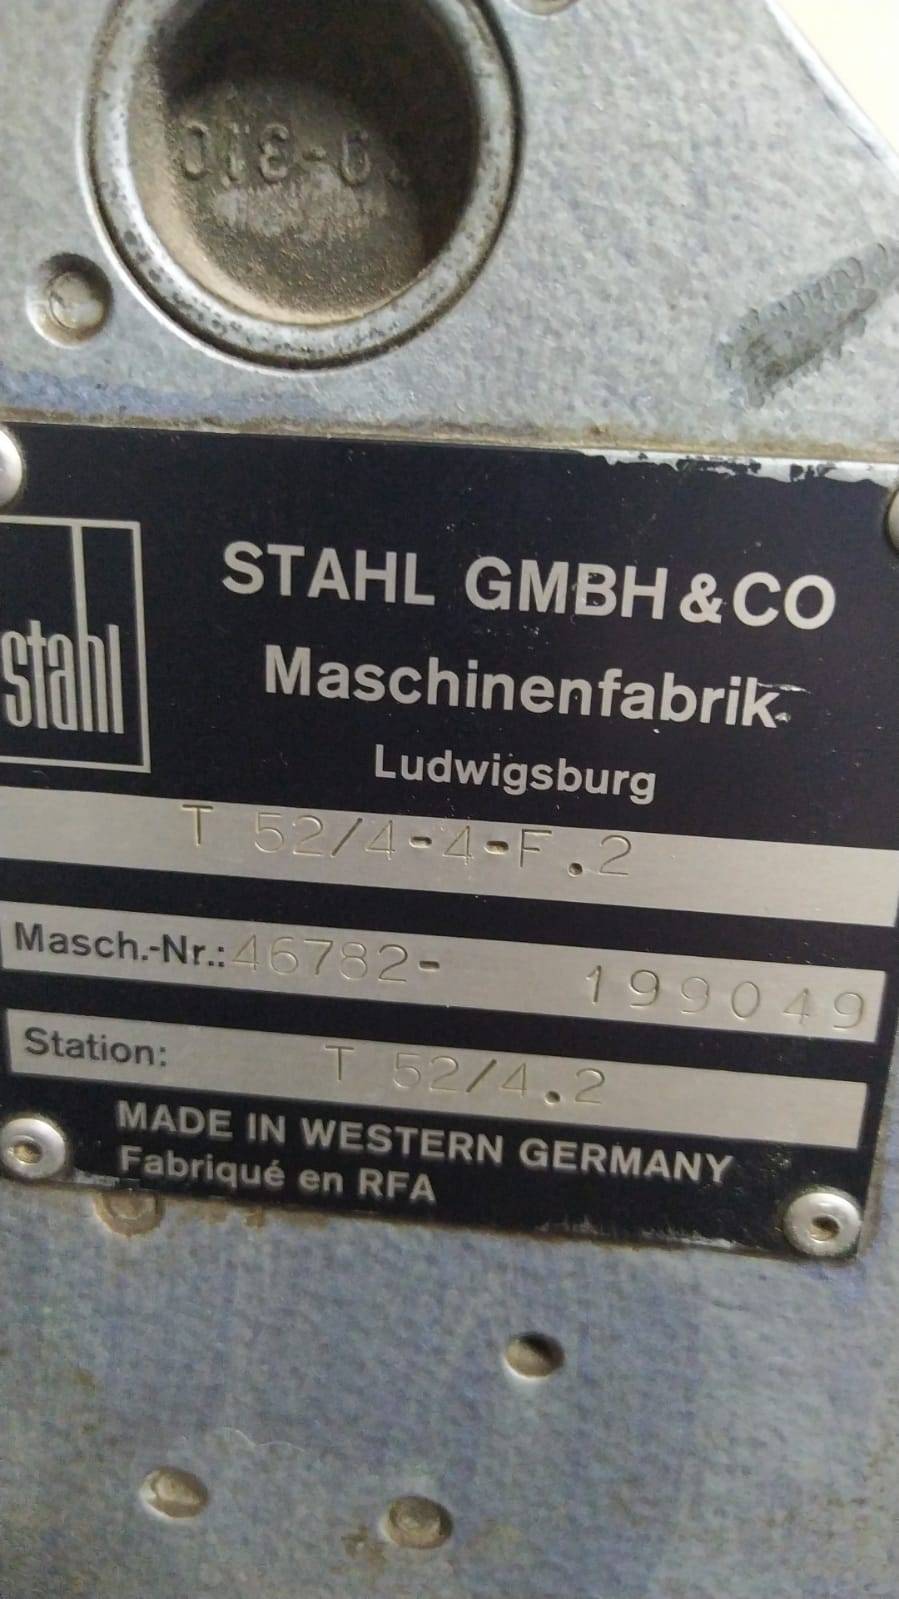 stahl
STAHL GMBH & CO
Maschinenfabrik
Ludwigsburg
T 52/4-4-F.2
Masch.-Nr.: 46782- 199049
Station: T 52/4.2
MADE IN WESTERN GERMANY
Fabriqué en RFA